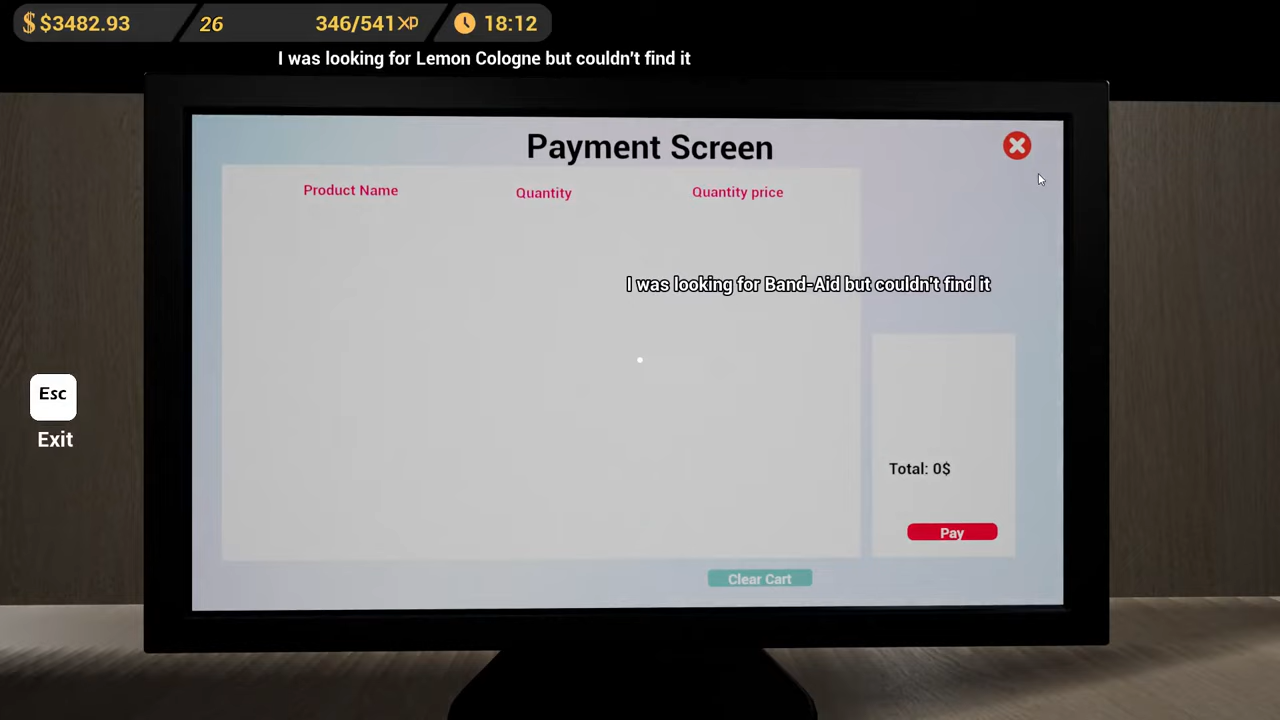 $3482.93
26
346/541XP
18:12
I was looking for Lemon Cologne but couldn't find it
Payment Screen
Product Name
Quantity
Quantity price
I was looking for Band-Aid but couldn't find it
Esc
Exit
Total: 0$
Pay
Clear Cart